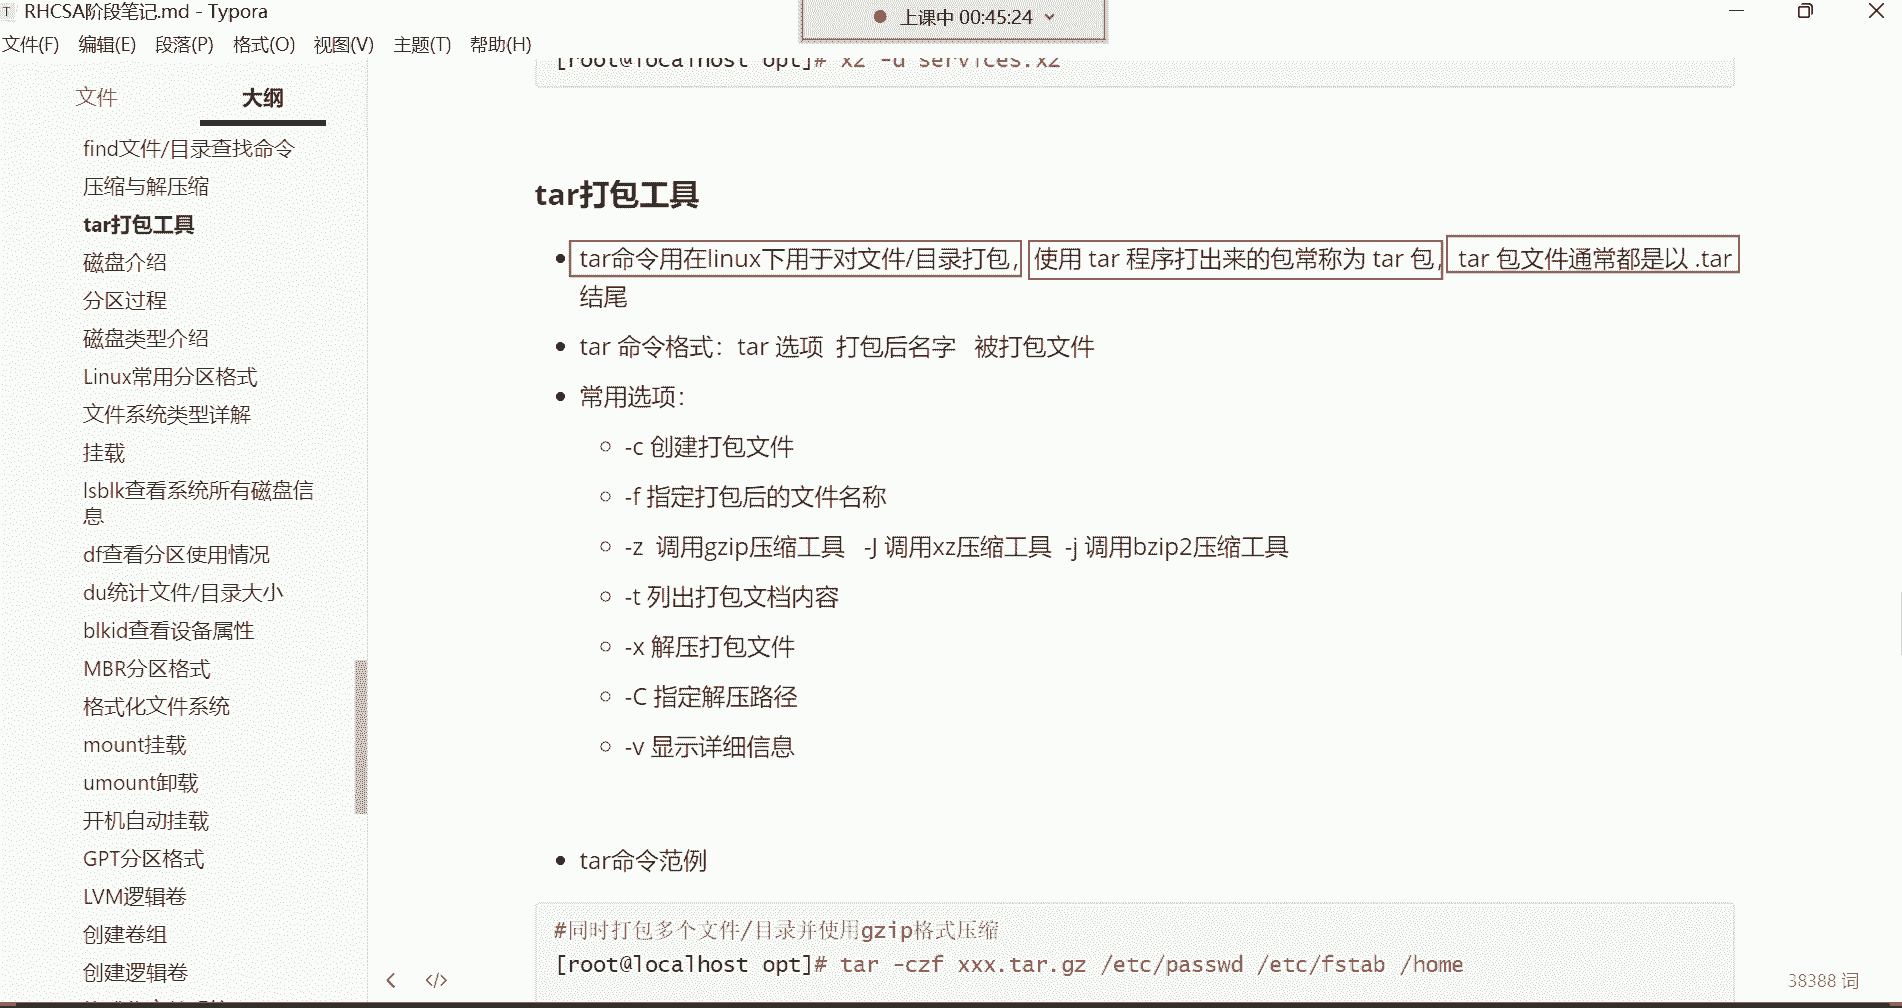 RHCSA阶段笔记.md - Typora
上课中 00:45:24
文件(F) 编辑(E) 段落(P) 格式(O) 视图(V) 主题(T) 帮助(H)
文件 大纲
find文件/目录查找命令
压缩与解压缩
tar打包工具
磁盘介绍
分区过程
磁盘类型介绍
Linux常用分区格式
文件系统类型详解
挂载
lsblk查看系统所有磁盘信
息
df查看分区使用情况
du统计文件/目录大小
blkid查看设备属性
MBR分区格式
格式化文件系统
mount挂载
umount卸载
开机自动挂载
GPT分区格式
LVM逻辑卷
创建卷组
创建逻辑卷
[root@localhost opt]# xz -d services.xz
tar打包工具
tar命令用在linux下用于对文件/目录打包，使用 tar 程序打出来的包常称为 tar 包，tar 包文件通常都是以 .tar
结尾
tar 命令格式：tar 选项 打包后名字 被打包文件
常用选项：
-c 创建打包文件
-f 指定打包后的文件名称
-z 调用gzip压缩工具 -J 调用xz压缩工具 -j 调用bzip2压缩工具
-t 列出打包文档内容
-x 解压打包文件
-C 指定解压路径
-v 显示详细信息
tar命令范例
#同时打包多个文件/目录并使用gzip格式压缩
[root@localhost opt]# tar -czf xxx.tar.gz /etc/passwd /etc/fstab /home
38388 词